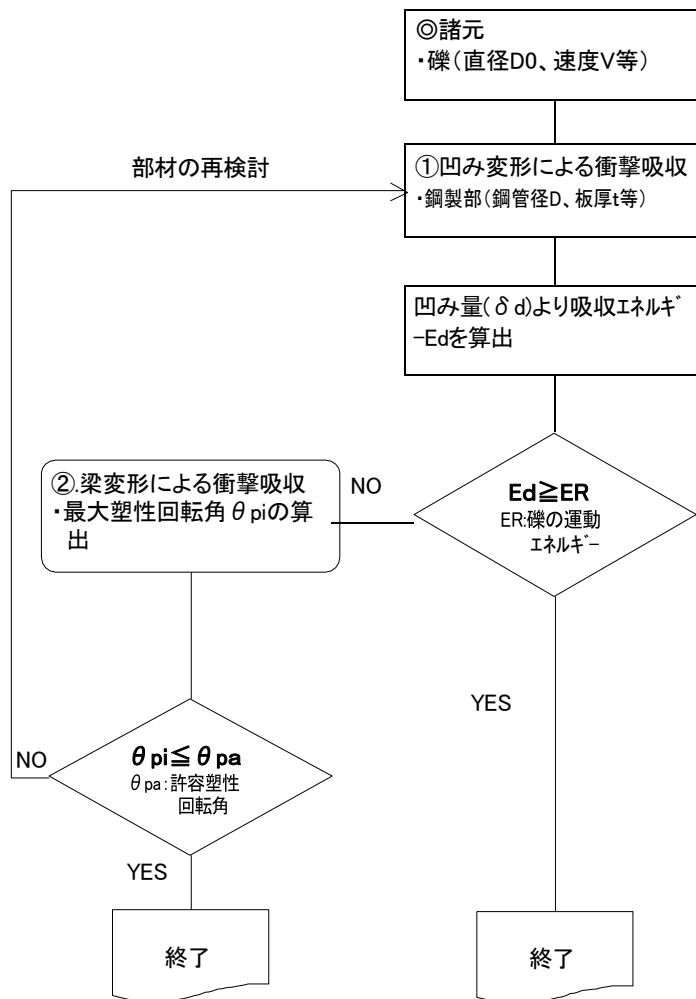 ◎諸元
・礫（直径D0、速度V等）
部材の再検討
①凹み変形による衝撃吸収
・鋼製部（鋼管径D、板厚t等）
凹み量（δd）より吸収ｴﾈﾙｷﾞ
-Edを算出
②.梁変形による衝撃吸収
・最大塑性回転角θpiの算
出
NO
Ed≧ER
ER:礫の運動
ｴﾈﾙｷﾞｰ
YES
NO
θpi≦θpa
θpa:許容塑性
回転角
YES
終了
終了